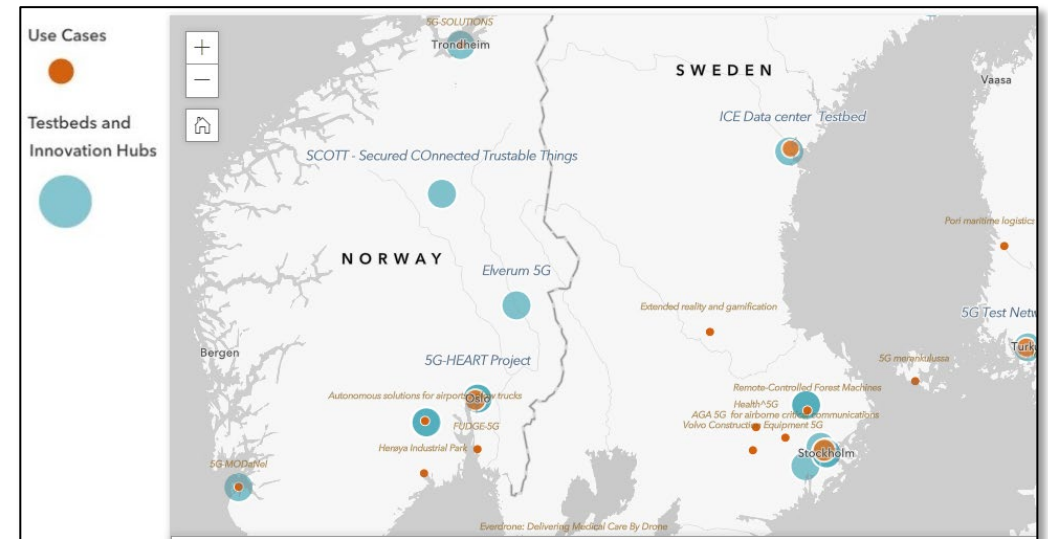 Use Cases
Testbeds and
Innovation Hubs
+
−
5G-SOLUTIONS
Trondheim
SWEDEN
Vaasa
ICE Data center Testbed
SCOTT - Secured COnnected Trustable Things
Pori maritime logistics
NORWAY
Elverum 5G
Extended reality and gamification
5G Test Netw
Turku
Bergen
5G-HEART Project
5G merenkulussa
Autonomous solutions for airport snow trucks
Oslo
Remote-Controlled Forest Machines
Health^5G
AGA 5G for airborne critical communications
FUDGE-5G
Volvo Construction Equipment 5G
Herøya Industrial Park
Stockholm
5G-MODaNeI
Everdrone: Delivering Medical Care By Drone